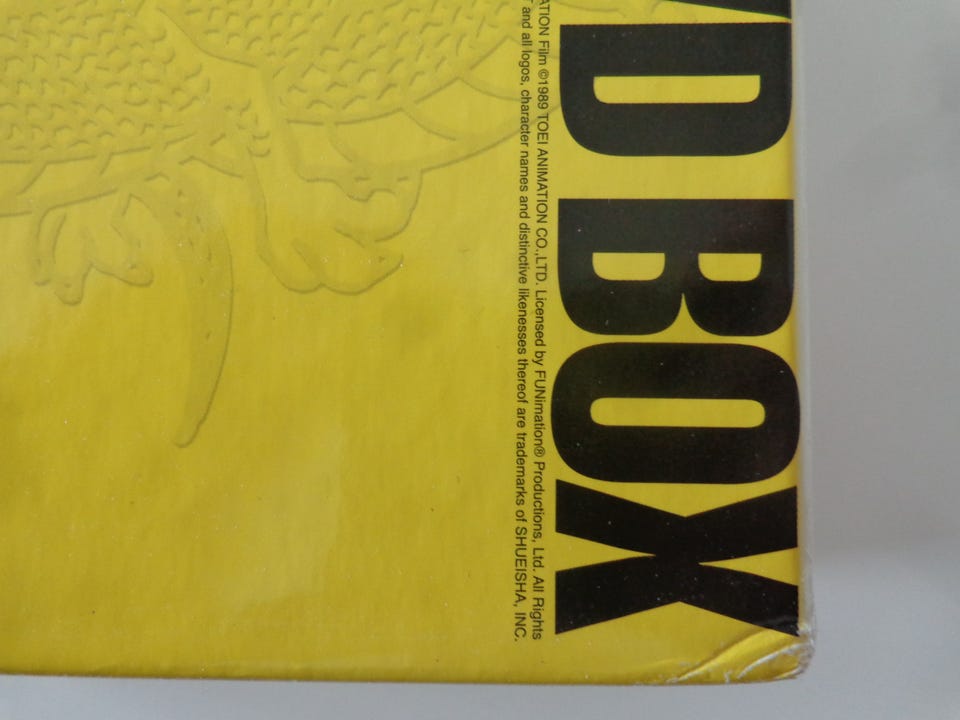 D BOX
ATION Film ©1989 TOEI ANIMATION CO.,LTD. Licensed by FUNimation® Productions, Ltd. All Rights
and all logos, character names and distinctive likenesses thereof are trademarks of SHUEISHA, INC.